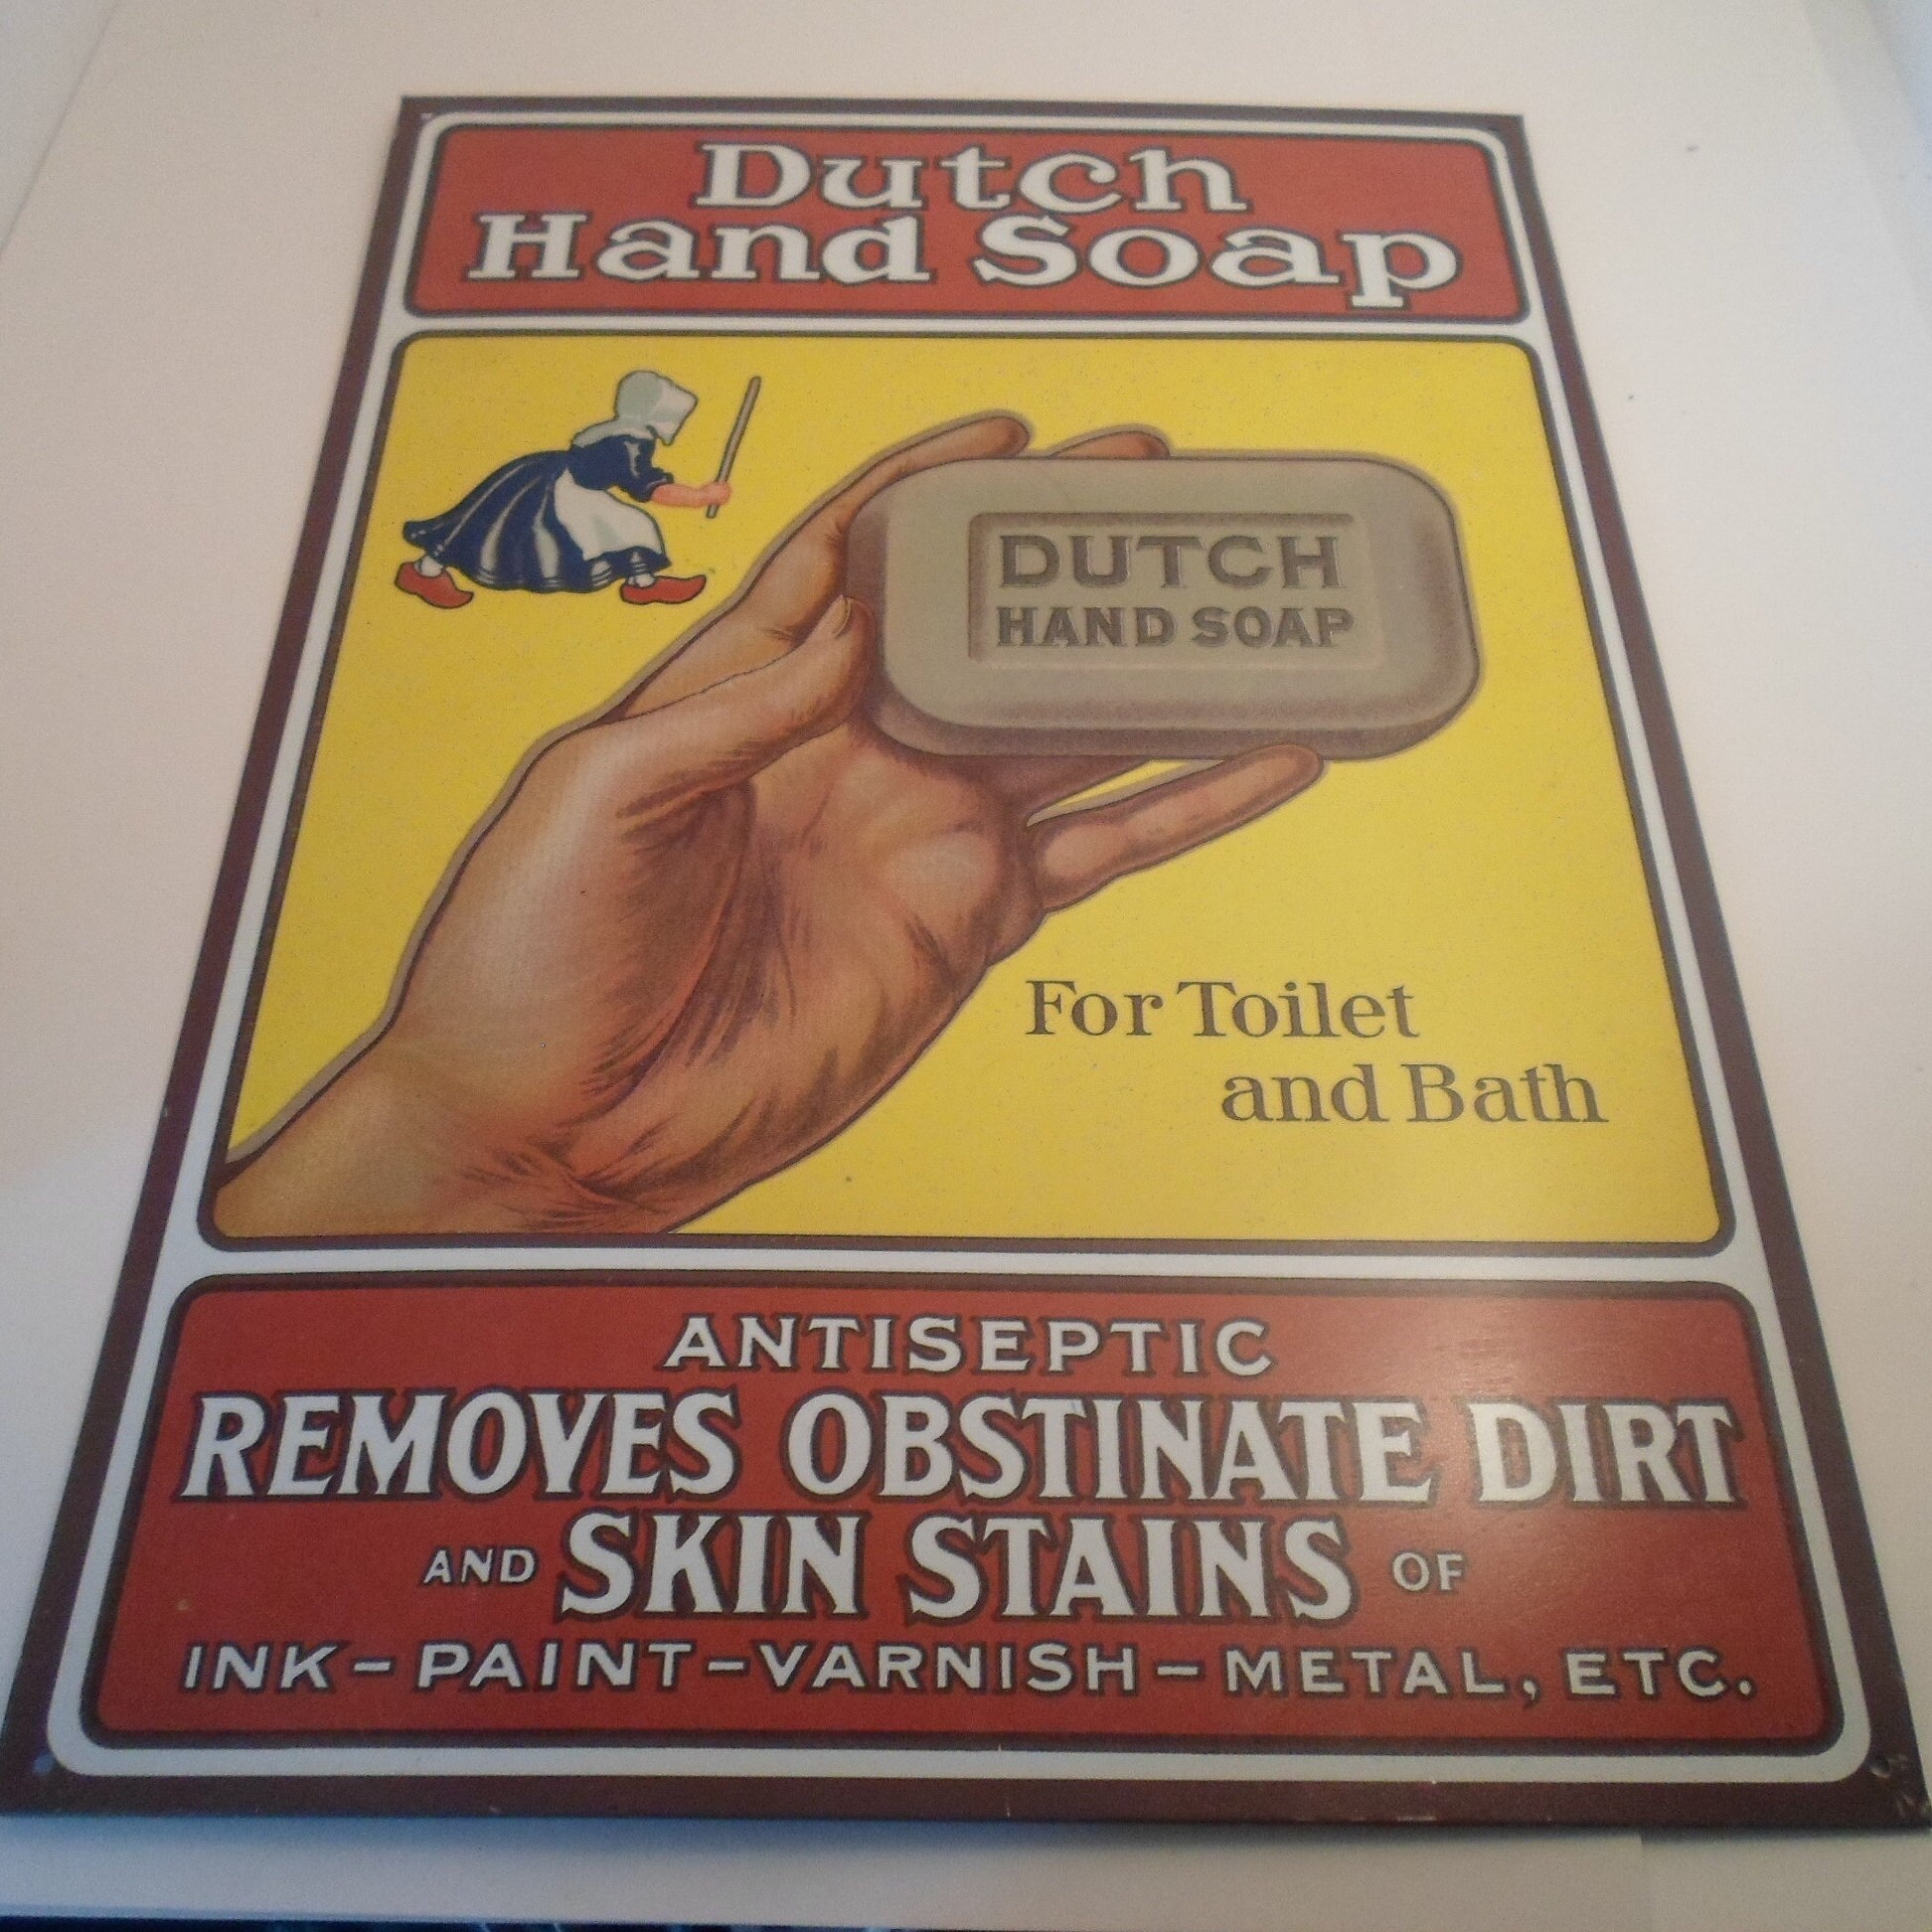 Dutch
Hand Soap
DUTCH
HAND SOAP
For Toilet
and Bath
ANTISEPTIC
REMOVES OBSTINATE DIRT
AND SKIN STAINS OF
INK-PAINT-VARNISH-METAL, ETC.